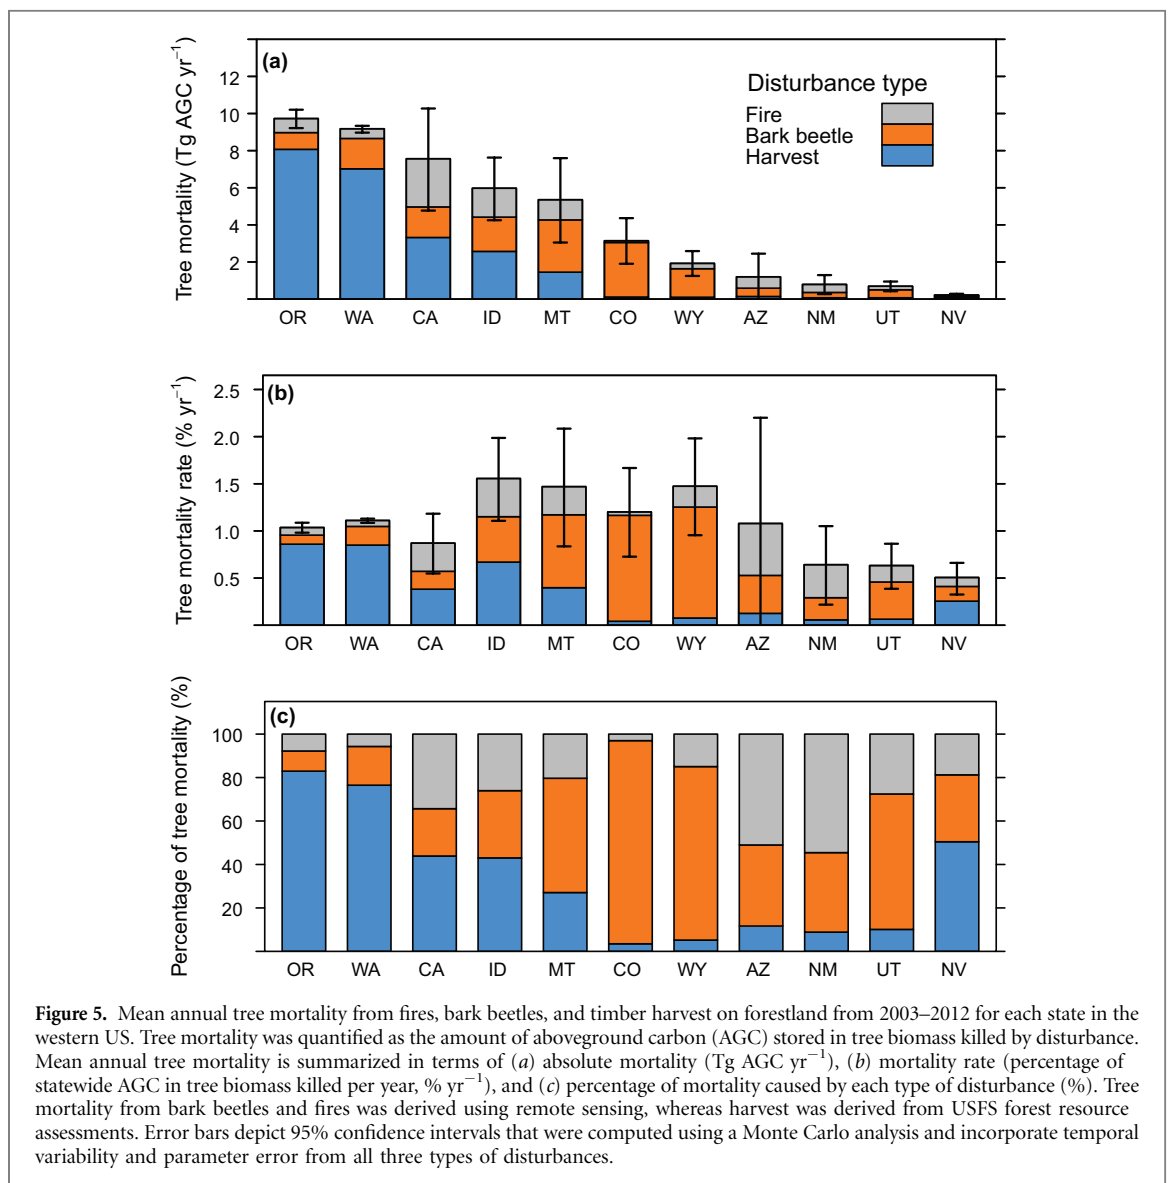 (a)
Tree mortality (Tg AGC yr⁻¹)
12
10
8
6
4
2
Disturbance type
Fire
Bark beetle
Harvest
OR WA CA ID MT CO WY AZ NM UT NV
(b)
Tree mortality rate (% yr⁻¹)
2.5
2.0
1.5
1.0
0.5
OR WA CA ID MT CO WY AZ NM UT NV
(c)
Percentage of tree mortality (%)
100
80
60
40
20
OR WA CA ID MT CO WY AZ NM UT NV
Figure 5. Mean annual tree mortality from fires, bark beetles, and timber harvest on forestland from 2003–2012 for each state in the
western US. Tree mortality was quantified as the amount of aboveground carbon (AGC) stored in tree biomass killed by disturbance.
Mean annual tree mortality is summarized in terms of (a) absolute mortality (Tg AGC yr⁻¹), (b) mortality rate (percentage of
statewide AGC in tree biomass killed per year, % yr⁻¹), and (c) percentage of mortality caused by each type of disturbance (%). Tree
mortality from bark beetles and fires was derived using remote sensing, whereas harvest was derived from USFS forest resource
assessments. Error bars depict 95% confidence intervals that were computed using a Monte Carlo analysis and incorporate temporal
variability and parameter error from all three types of disturbances.